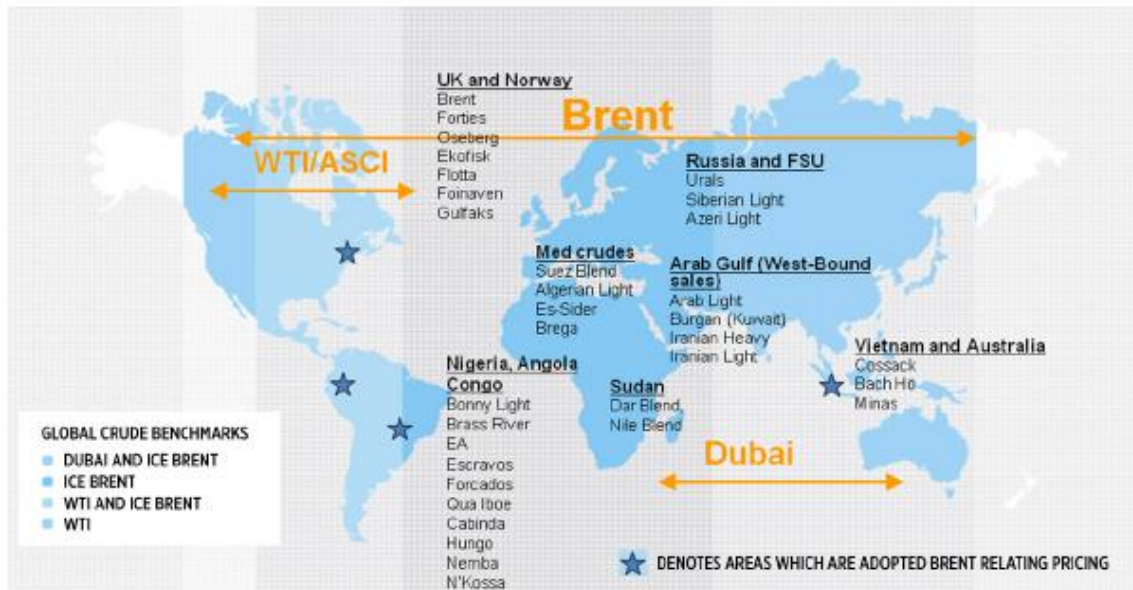 UK and Norway
Brent
Forties
Oseberg
Ekofisk
Flotta
Foinaven
Gulfaks
Brent
WTI/ASCI
Russia and FSU
Urals
Siberian Light
Azeri Light
Med crudes
Suez Blend
Algerian Light
Es-Sider
Brega
Arab Gulf (West-Bound
sales)
Arab Light
Burgan (Kuwait)
Iranian Heavy
Iranian Light
Vietnam and Australia
Cossack
Bach Ho
Minas
Nigeria, Angola
Congo
Bonny Light
Brass River
EA
Escravos
Forcados
Qua Iboe
Cabinda
Hungo
Nemba
N'Kossa
Sudan
Dar Blend,
Nile Blend
Dubai
GLOBAL CRUDE BENCHMARKS
DUBAI AND ICE BRENT
ICE BRENT
WTI AND ICE BRENT
WTI
DENOTES AREAS WHICH ARE ADOPTED BRENT RELATING PRICING